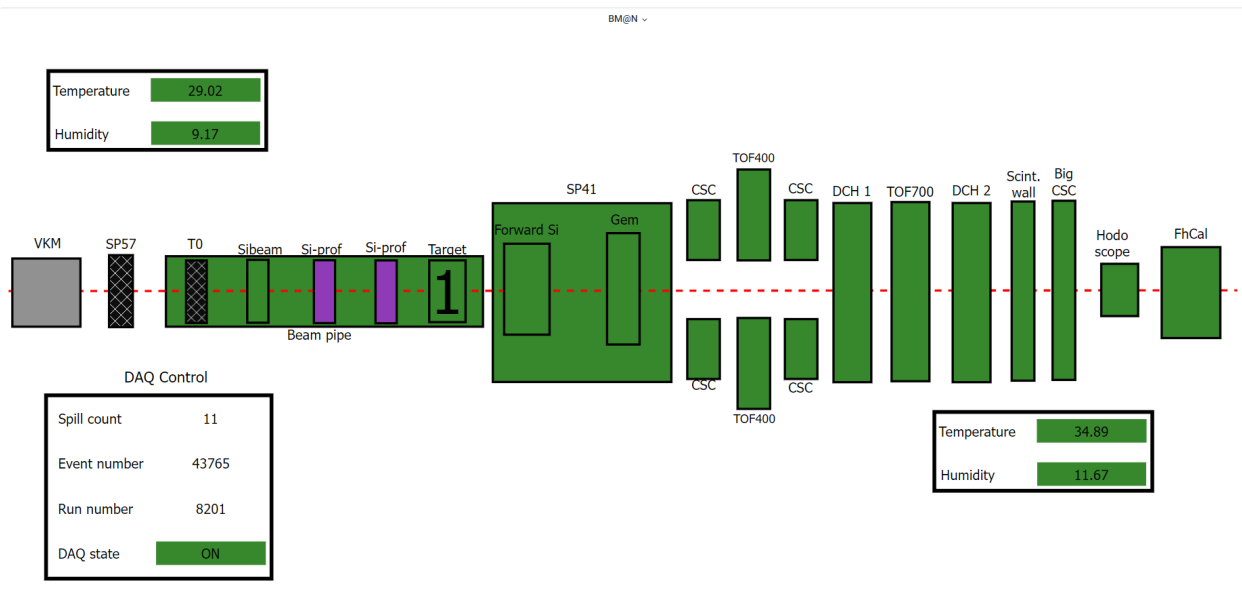 BM@N
Temperature 29.02
Humidity 9.17
TOF400
SP41
CSC
CSC
DCH 1
TOF700
DCH 2
Scint.
wall
Big
CSC
VKM
SP57
T0
Sibeam
Si-prof
Si-prof
Target
Forward Si
Gem
Hodo
scope
FhCal
1
Beam pipe
CSC
CSC
TOF400
DAQ Control
Spill count 11
Event number 43765
Run number 8201
DAQ state ON
Temperature 34.89
Humidity 11.67